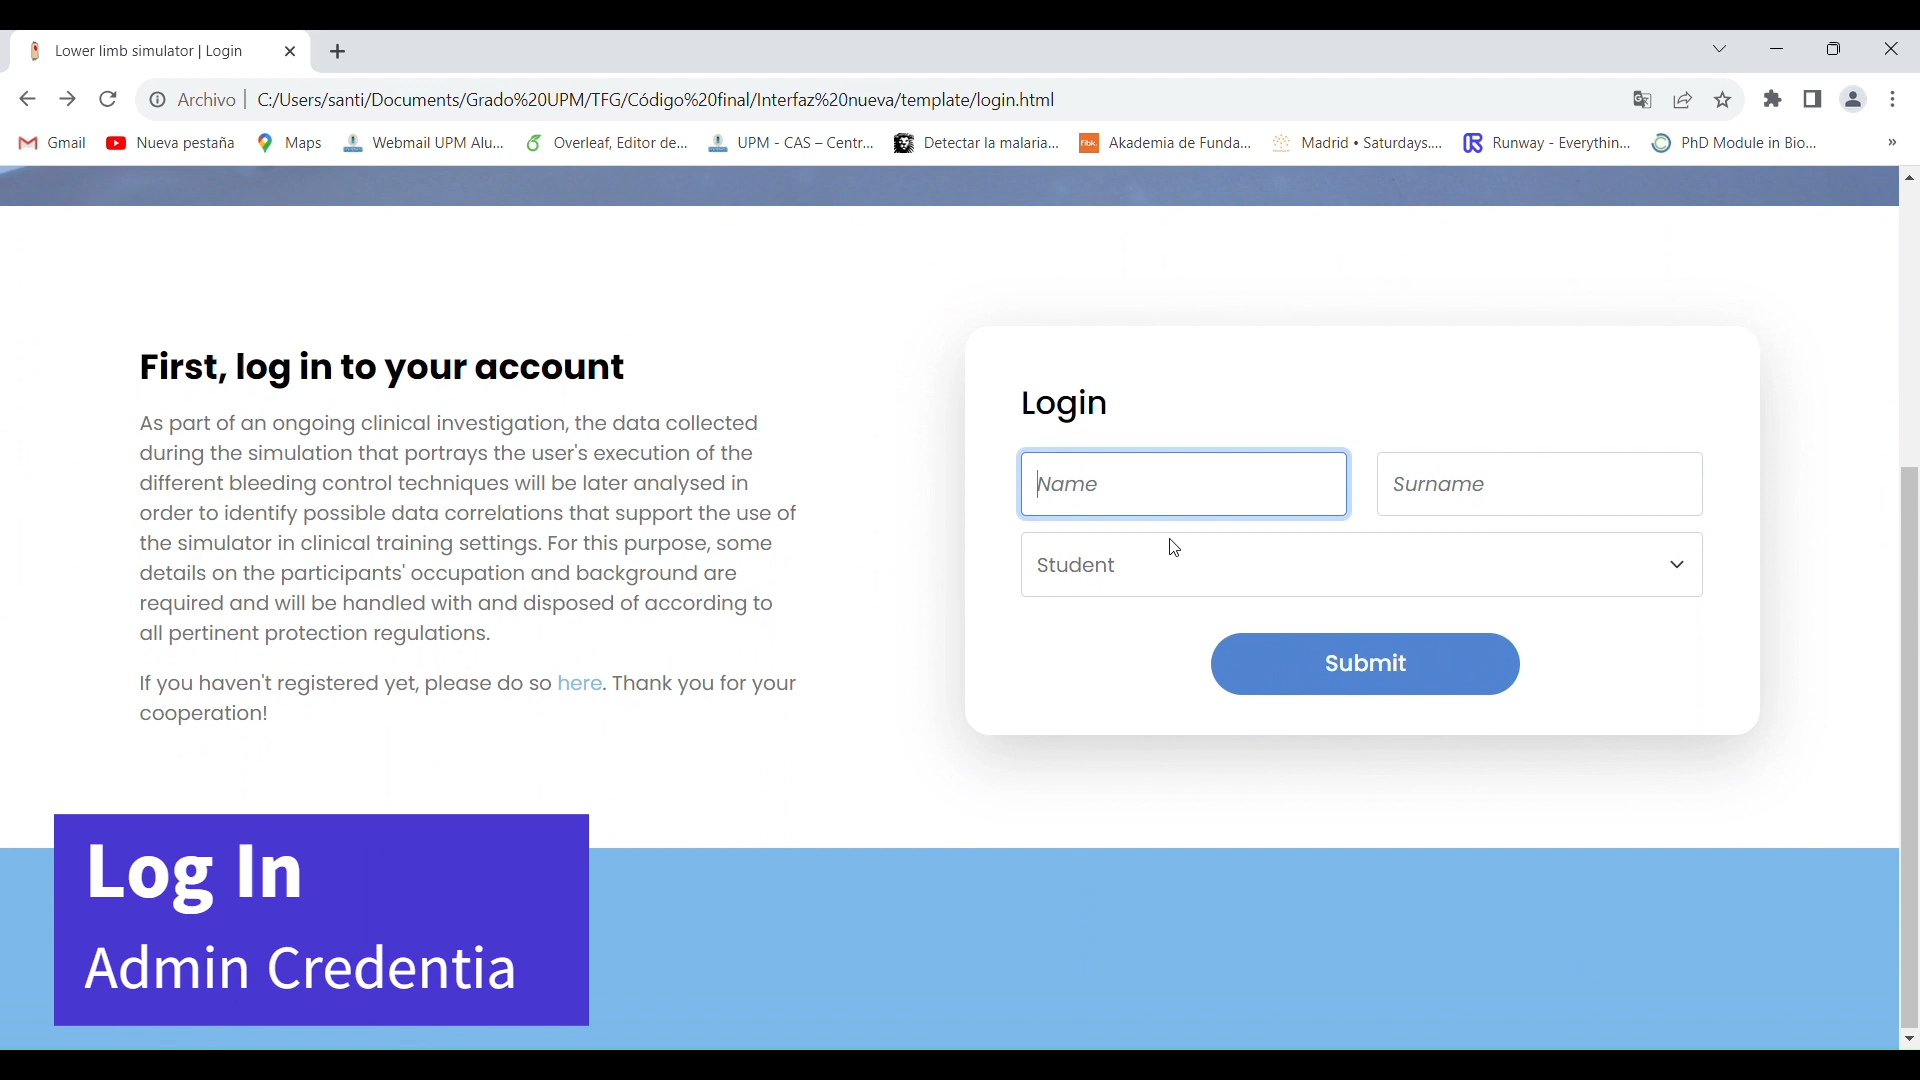 Lower limb simulator | Login
Archivo | C:/Users/santi/Documents/Grado%20UPM/TFG/Código%20final/Interfaz%20nueva/template/login.html
Gmail Nueva pestaña Maps Webmail UPM Alu... Overleaf, Editor de... UPM - CAS – Centr... Detectar la malaria... Akademia de Funda... Madrid • Saturdays.... Runway - Everythin... PhD Module in Bio... »
First, log in to your account
As part of an ongoing clinical investigation, the data collected
during the simulation that portrays the user's execution of the
different bleeding control techniques will be later analysed in
order to identify possible data correlations that support the use of
the simulator in clinical training settings. For this purpose, some
details on the participants' occupation and background are
required and will be handled with and disposed of according to
all pertinent protection regulations.
If you haven't registered yet, please do so here. Thank you for your
cooperation!
Login
Name Surname
Student
Submit
Log In
Admin Credentia